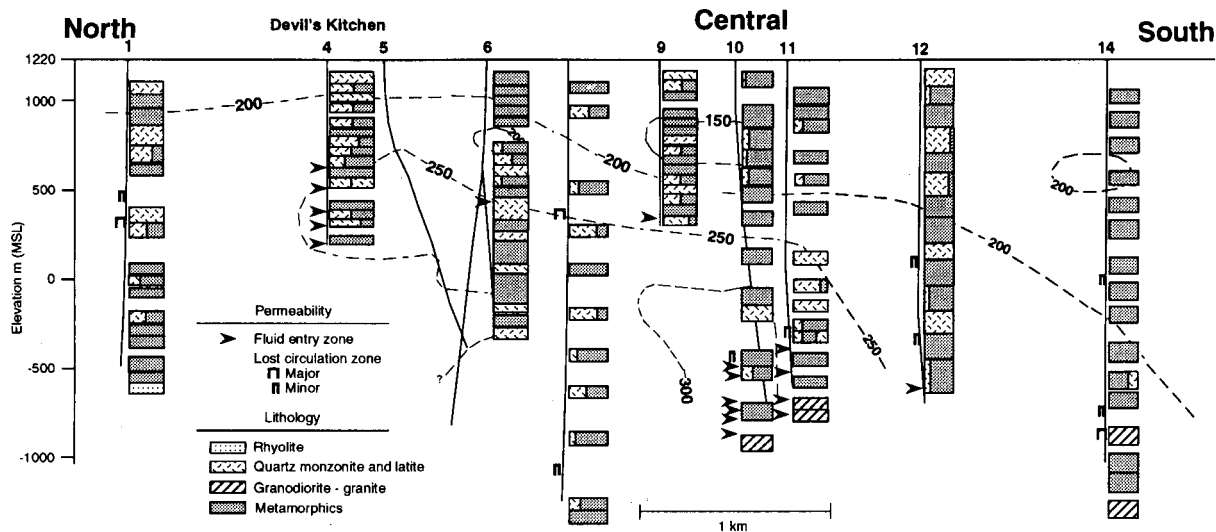 North
Devil's Kitchen
Central
South
1
4
5
6
9
10
11
12
14
1220
1000
500
0
-500
-1000
Elevation m (MSL)
200
250
200
200
150
250
300
250
200
200
?
Permeability
Fluid entry zone
Lost circulation zone
Major
Minor
Lithology
Rhyolite
Quartz monzonite and latite
Granodiorite - granite
Metamorphics
1 km